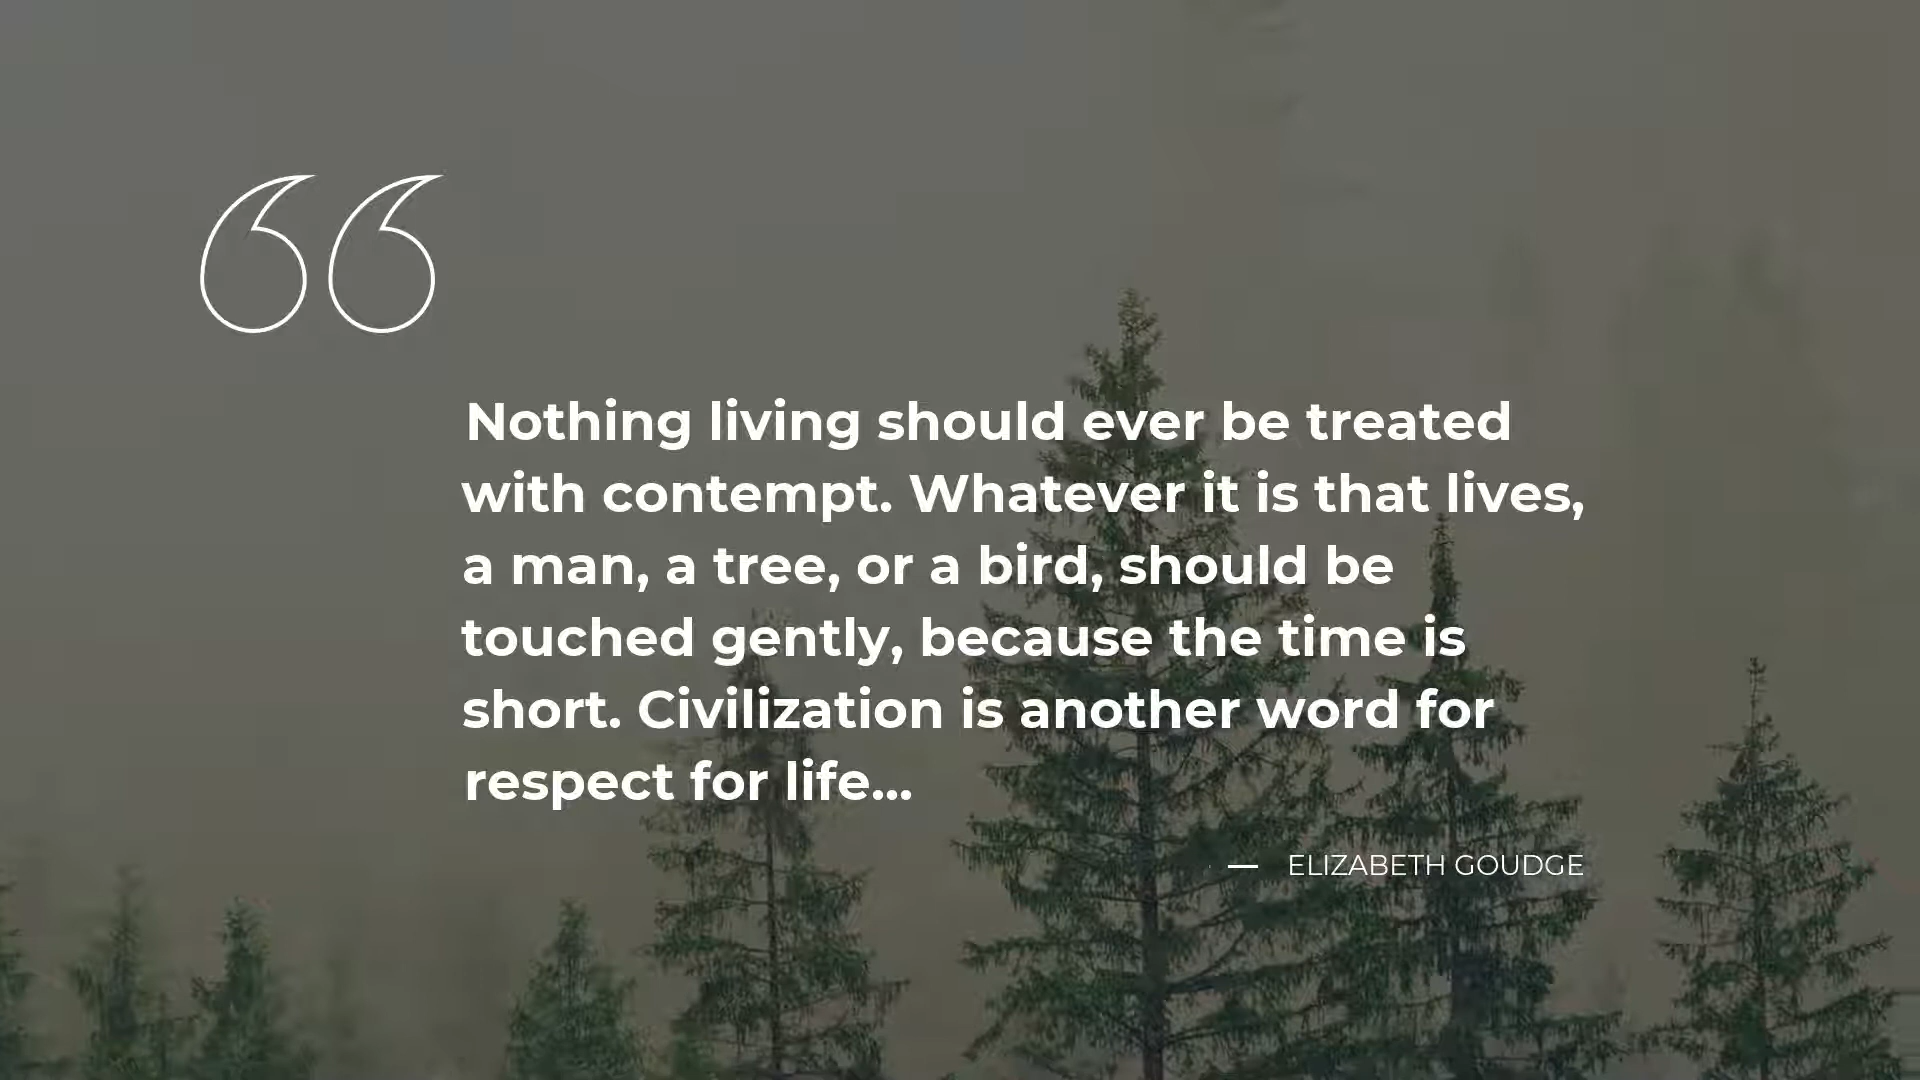 “
Nothing living should ever be treated
with contempt. Whatever it is that lives,
a man, a tree, or a bird, should be
touched gently, because the time is
short. Civilization is another word for
respect for life...
— ELIZABETH GOUDGE